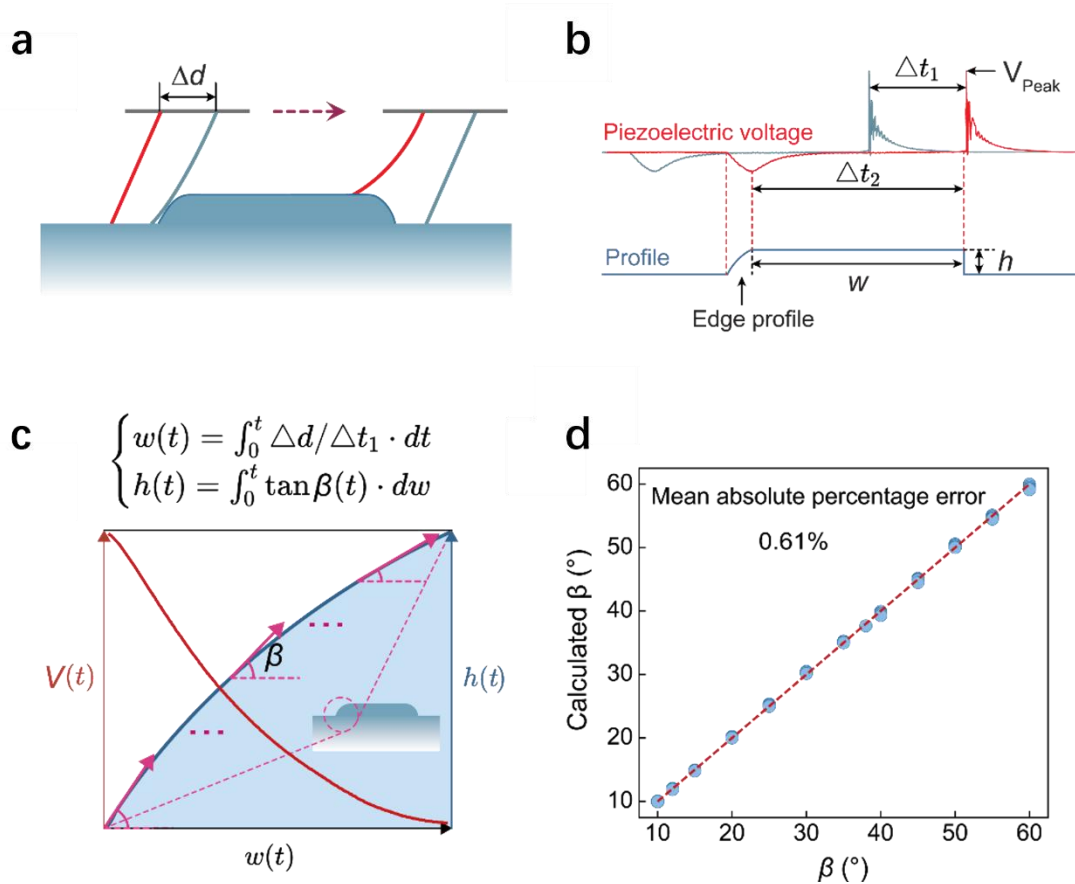 a
Δd
b
△t₁
V_Peak
Piezoelectric voltage
△t₂
Profile
w
h
Edge profile
c
w(t) = ∫₀ᵗ △d/△t₁ · dt
h(t) = ∫₀ᵗ tanβ(t) · dw
V(t)
β
h(t)
w(t)
d
Mean absolute percentage error
0.61%
Calculated β (°)
60
50
40
30
20
10
10 20 30 40 50 60
β (°)